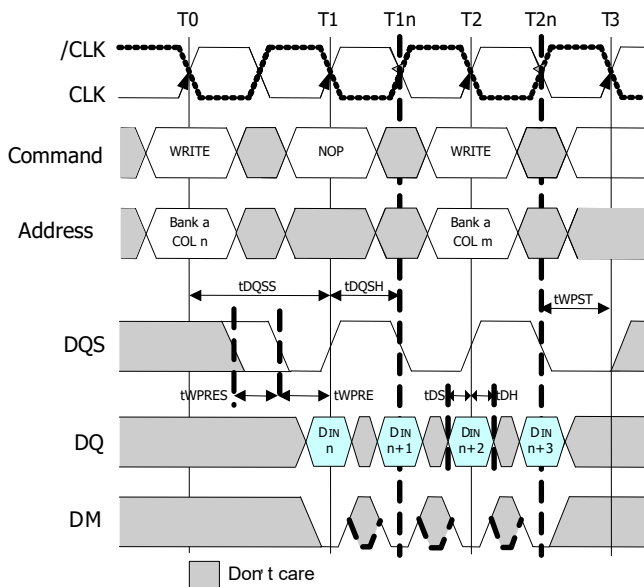 T0 T1 T1n T2 T2n T3
/CLK
CLK
Command WRITE NOP WRITE
Address Bank a COL n Bank a COL m
tDQSS tDQSH
tWPST
DQS
tWPRES tWPRE tDS tDH
DQ DIN n DIN n+1 DIN n+2 DIN n+3
DM
Don't care